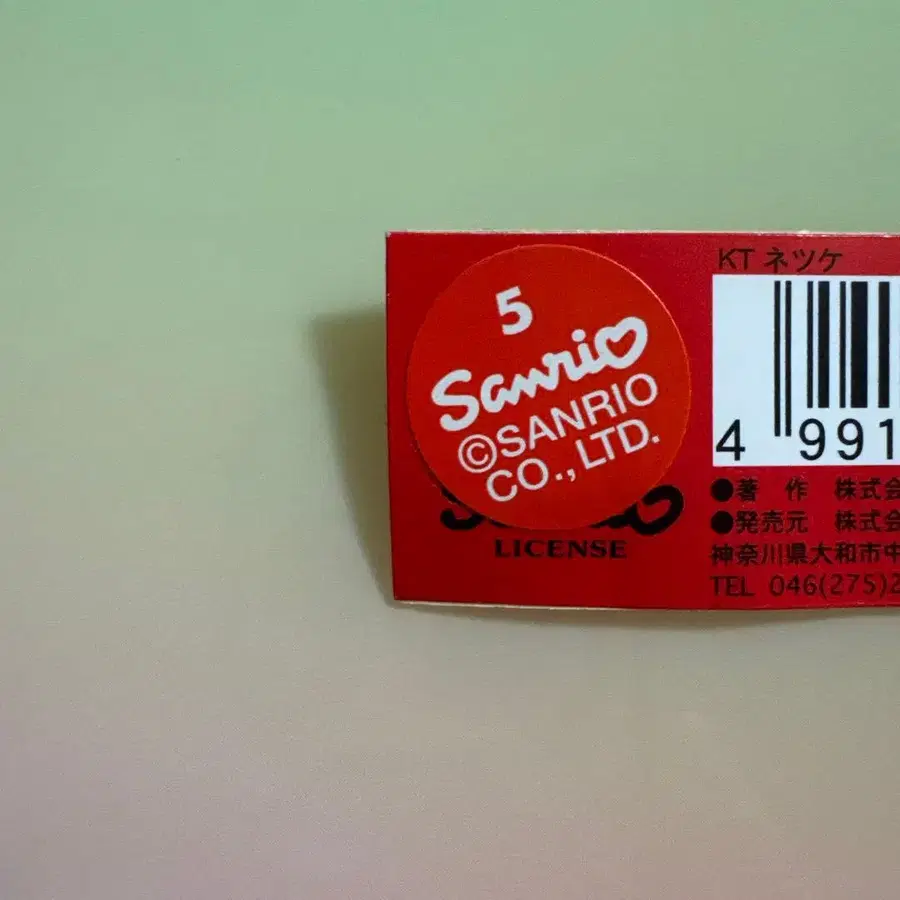 5
Sanrio
©SANRIO
CO.,LTD.
LICENSE
KT ネツケ
4 991
●著 作 株式会
●発売元 株式会
神奈川県大和市中
TEL 046(275)2